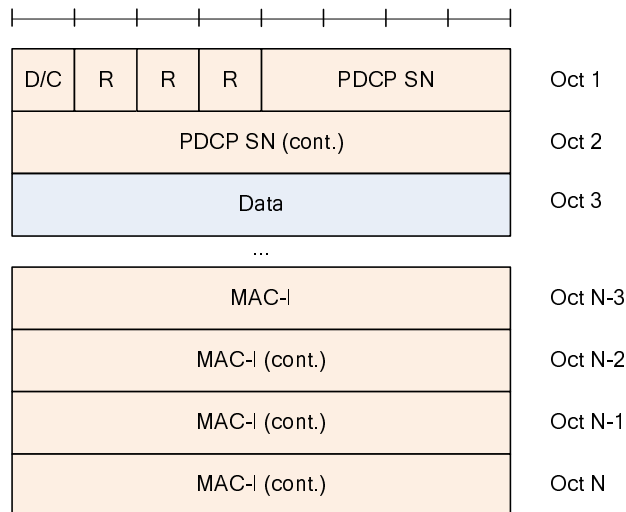 D/C R R R PDCP SN Oct 1
PDCP SN (cont.) Oct 2
Data Oct 3
...
MAC-I Oct N-3
MAC-I (cont.) Oct N-2
MAC-I (cont.) Oct N-1
MAC-I (cont.) Oct N